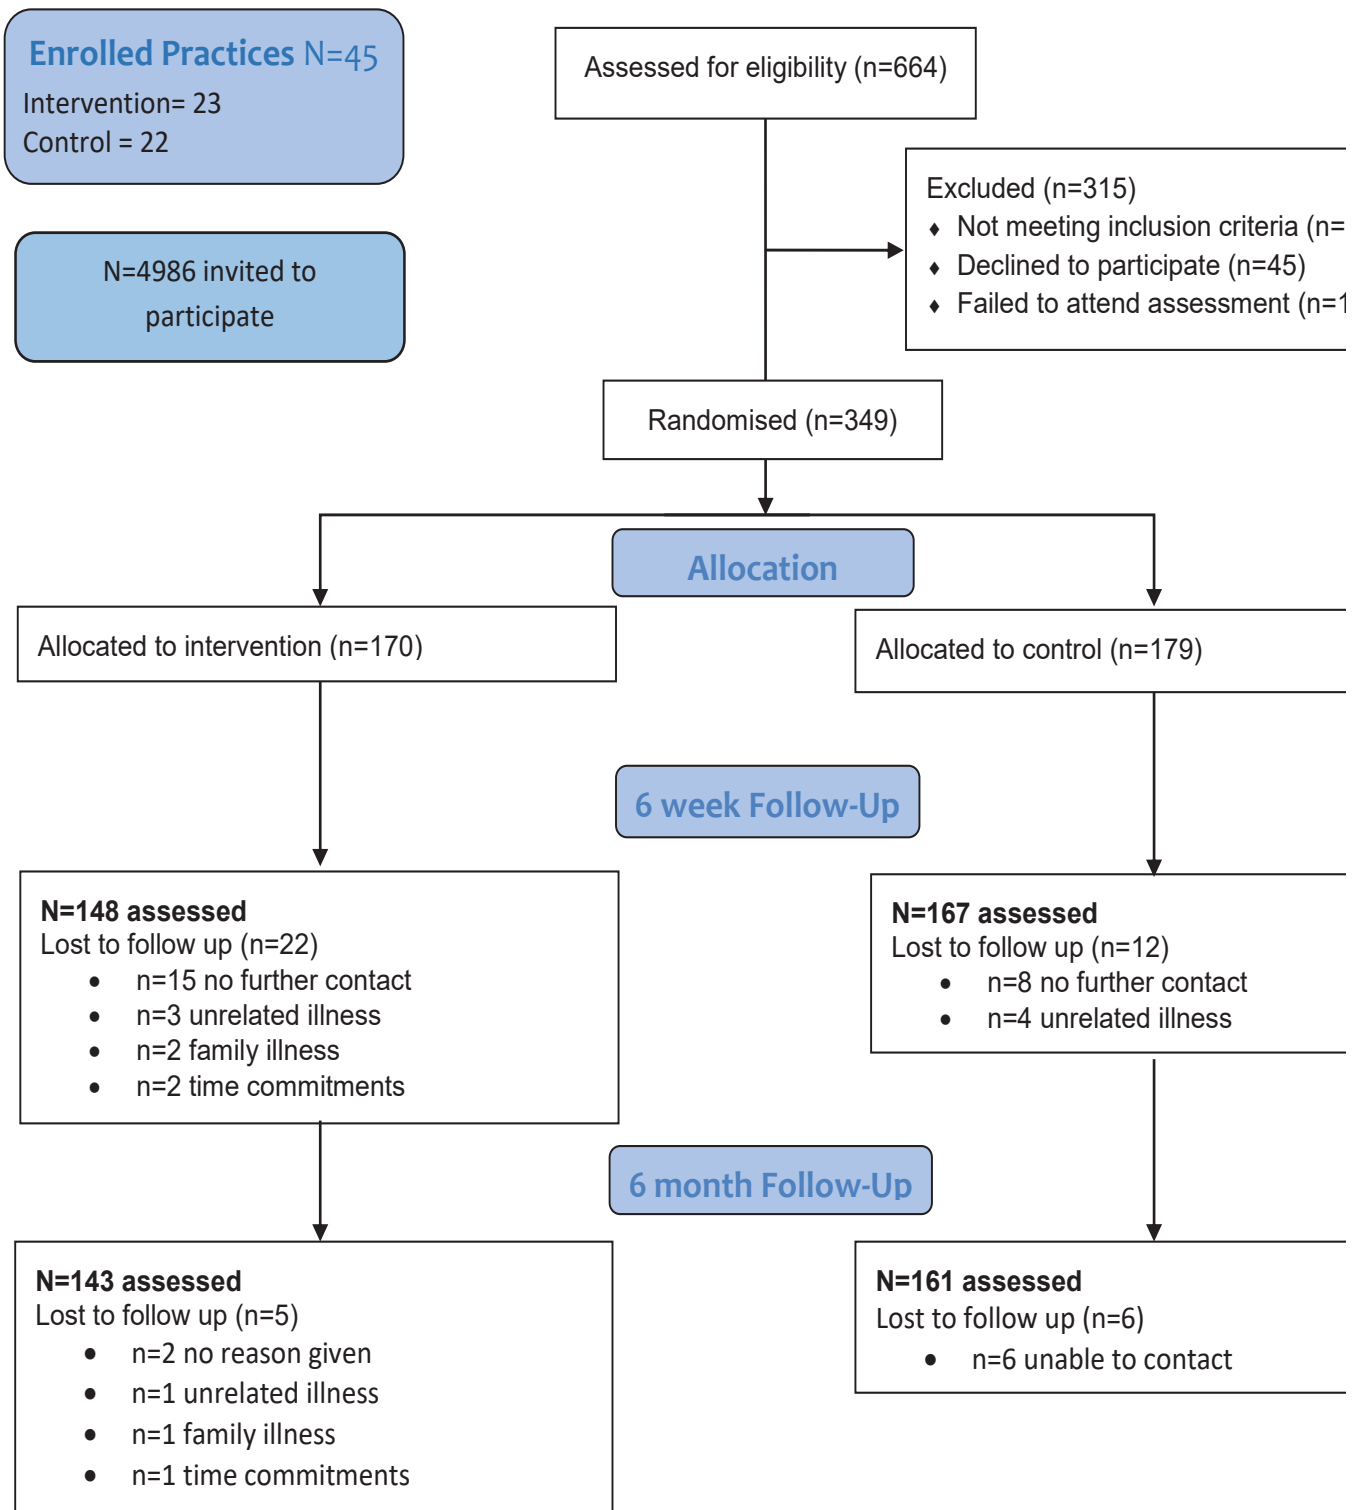 Enrolled Practices N=45
Intervention= 23
Control = 22
N=4986 invited to
participate
Assessed for eligibility (n=664)
Excluded (n=315)
♦ Not meeting inclusion criteria (n=
♦ Declined to participate (n=45)
♦ Failed to attend assessment (n=1
Randomised (n=349)
Allocation
Allocated to intervention (n=170)
Allocated to control (n=179)
6 week Follow-Up
N=148 assessed
Lost to follow up (n=22)
• n=15 no further contact
• n=3 unrelated illness
• n=2 family illness
• n=2 time commitments
N=167 assessed
Lost to follow up (n=12)
• n=8 no further contact
• n=4 unrelated illness
6 month Follow-Up
N=143 assessed
Lost to follow up (n=5)
• n=2 no reason given
• n=1 unrelated illness
• n=1 family illness
• n=1 time commitments
N=161 assessed
Lost to follow up (n=6)
• n=6 unable to contact